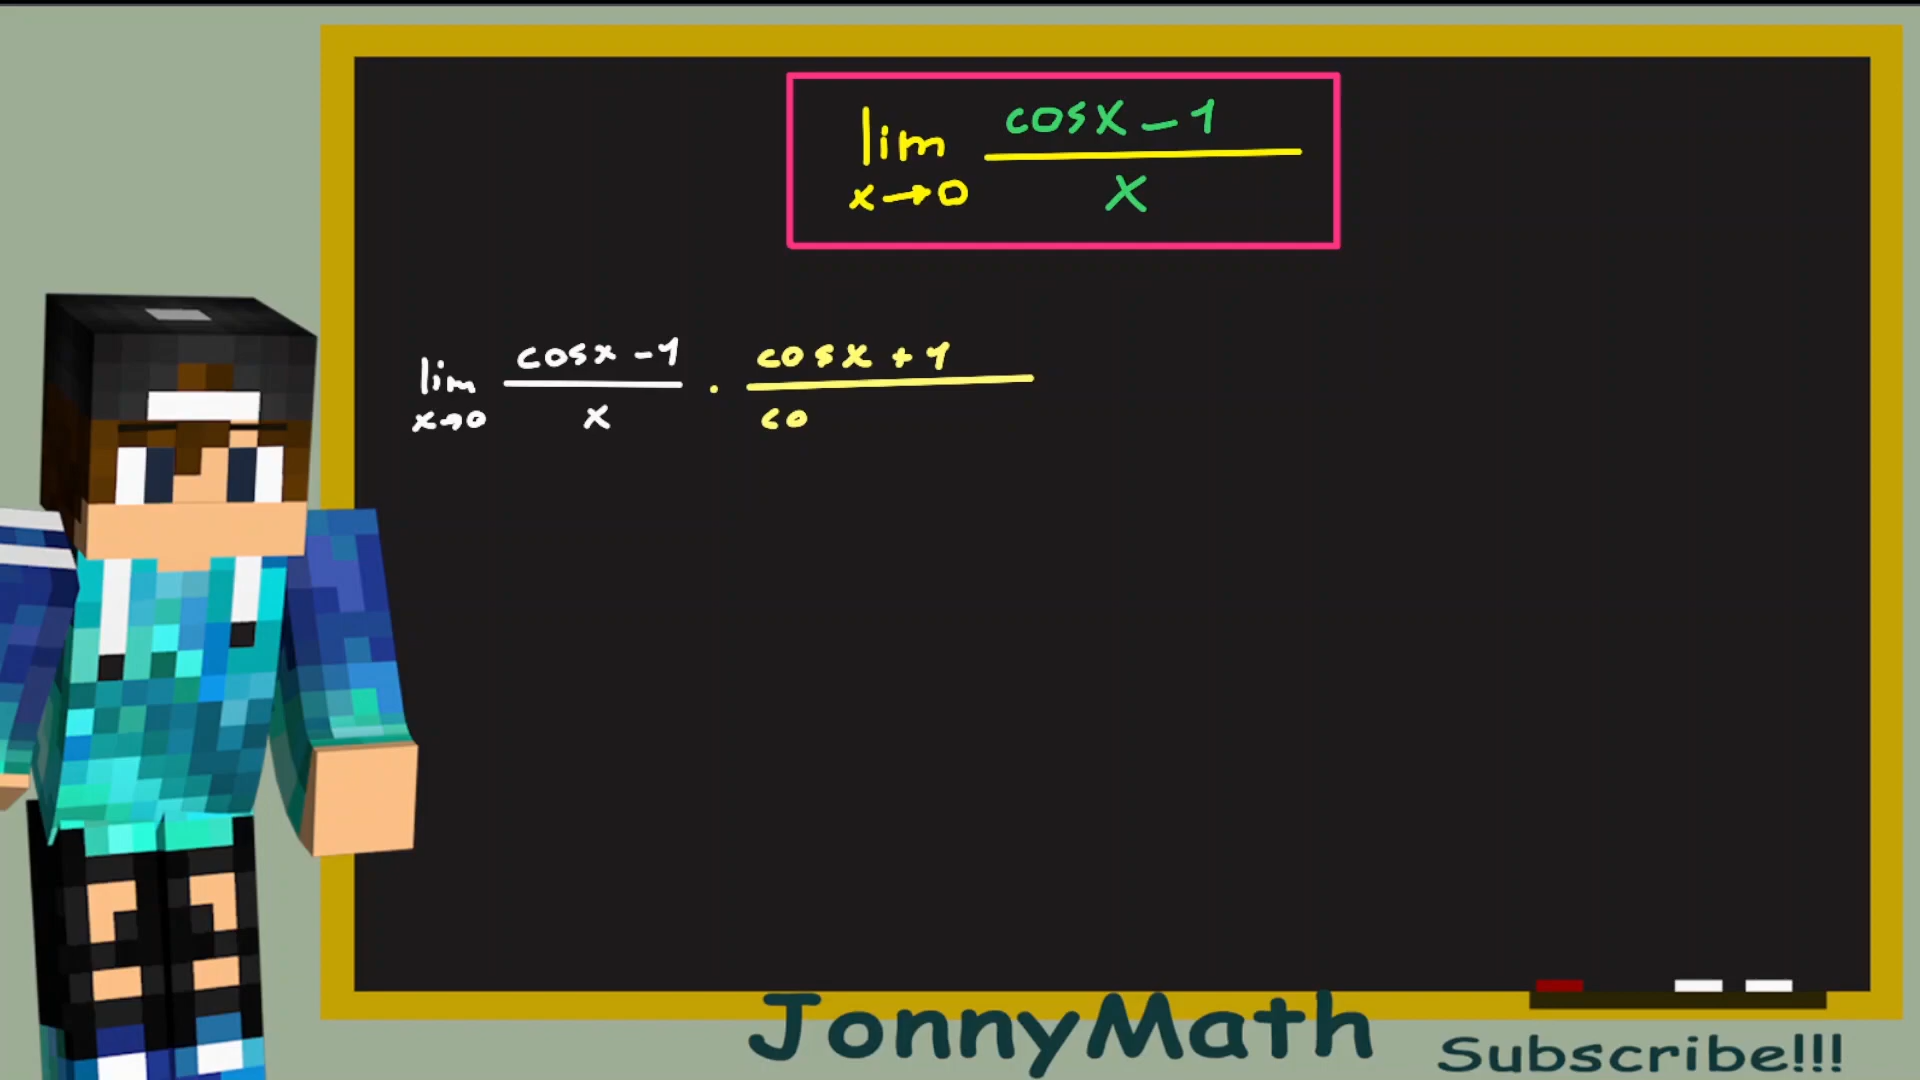 lim x→0 cosx-1 / x
lim x→0 cosx-1 / x · cosx+1 / co
JonnyMath
Subscribe!!!